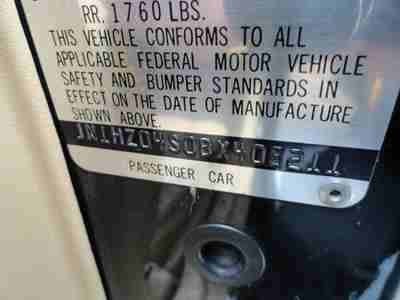 RR. 1760 LBS.
THIS VEHICLE CONFORMS TO ALL
APPLICABLE FEDERAL MOTOR VEHICLE
SAFETY AND BUMPER STANDARDS IN
EFFECT ON THE DATE OF MANUFACTURE
SHOWN ABOVE.
PASSENGER CAR